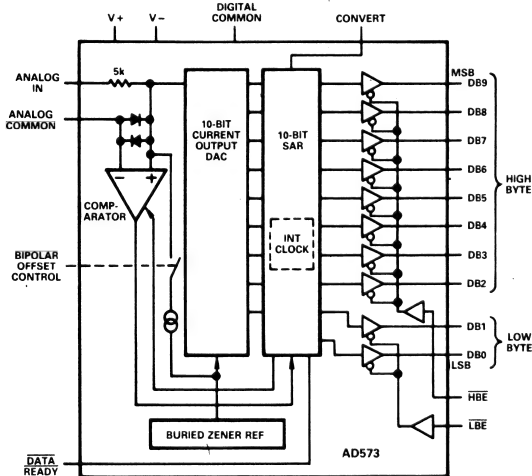 V+
V−
DIGITAL
COMMON
CONVERT
ANALOG
IN
5k
ANALOG
COMMON
10-BIT
CURRENT
OUTPUT
DAC
10-BIT
SAR
INT
CLOCK
−
+
COMP-
ARATOR
BIPOLAR
OFFSET
CONTROL
MSB
DB9
DB8
DB7
DB6
DB5
DB4
DB3
DB2
HIGH
BYTE
DB1
DB0
LSB
LOW
BYTE
HBE
LBE
BURIED ZENER REF
AD573
DATA
READY